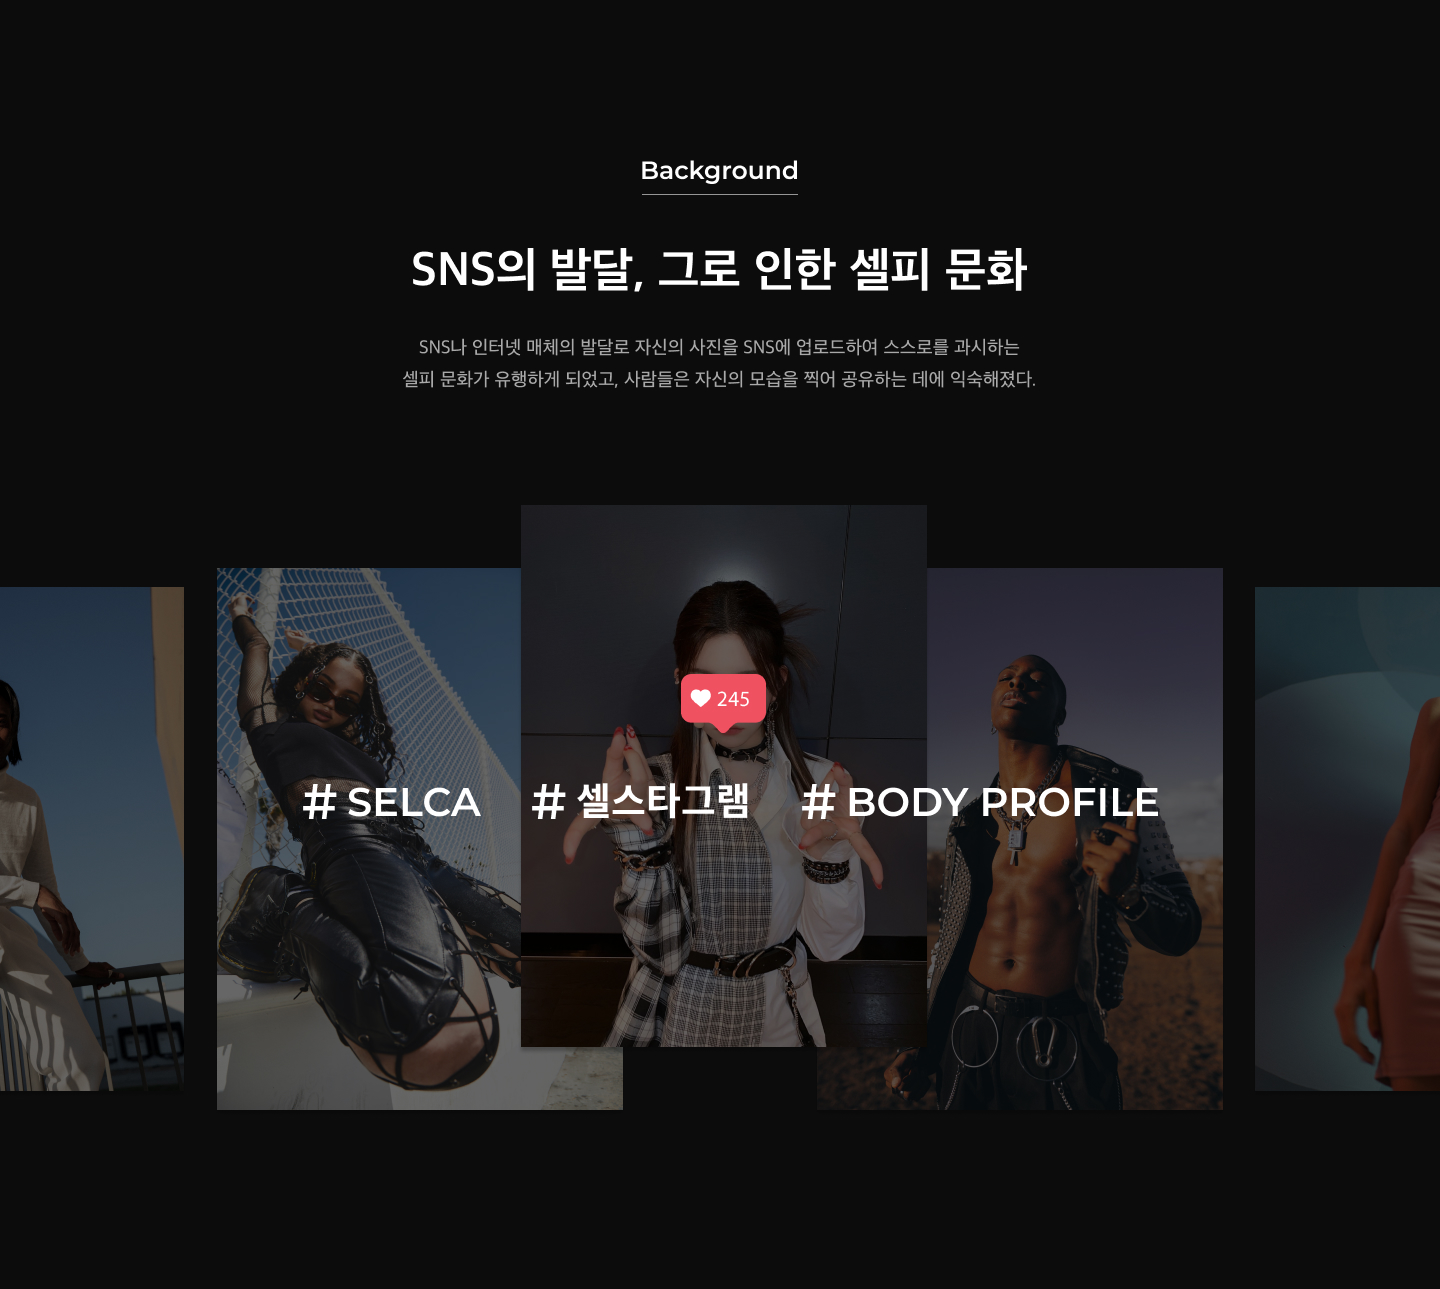 Background
SNS의 발달, 그로 인한 셀피 문화
SNS나 인터넷 매체의 발달로 자신의 사진을 SNS에 업로드하여 스스로를 과시하는
셀피 문화가 유행하게 되었고, 사람들은 자신의 모습을 찍어 공유하는 데에 익숙해졌다.
245
# SELCA # 셀스타그램 # BODY PROFILE